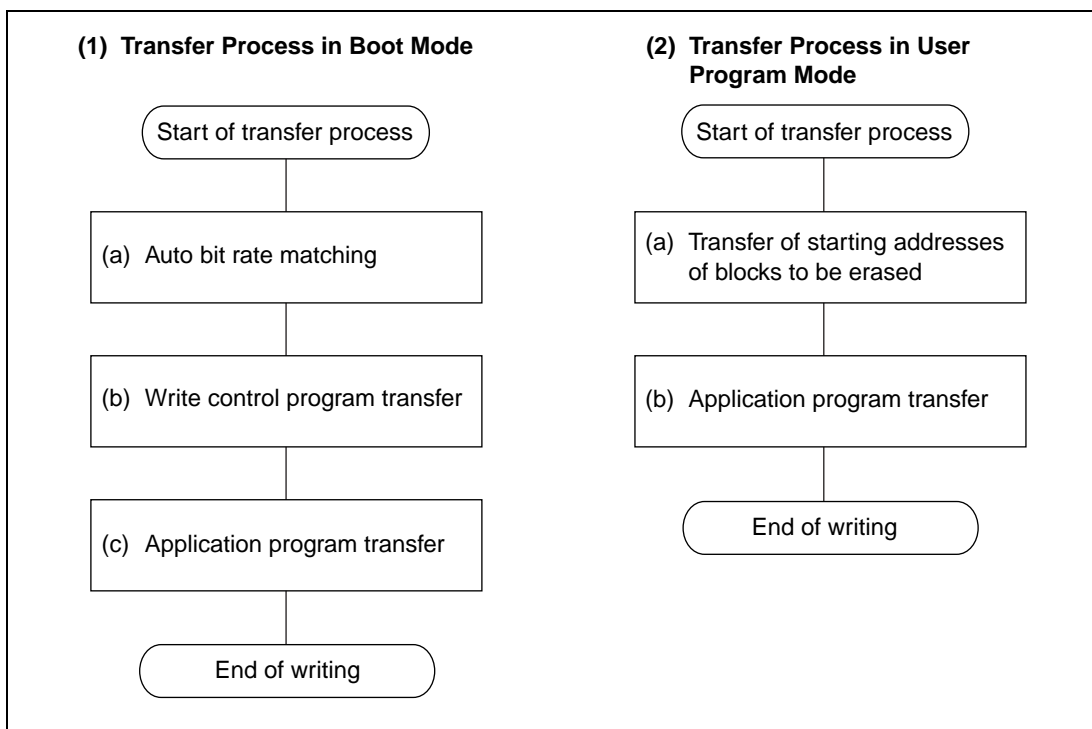 (1) Transfer Process in Boot Mode
Start of transfer process
(a) Auto bit rate matching
(b) Write control program transfer
(c) Application program transfer
End of writing
(2) Transfer Process in User
Program Mode
Start of transfer process
(a) Transfer of starting addresses
of blocks to be erased
(b) Application program transfer
End of writing